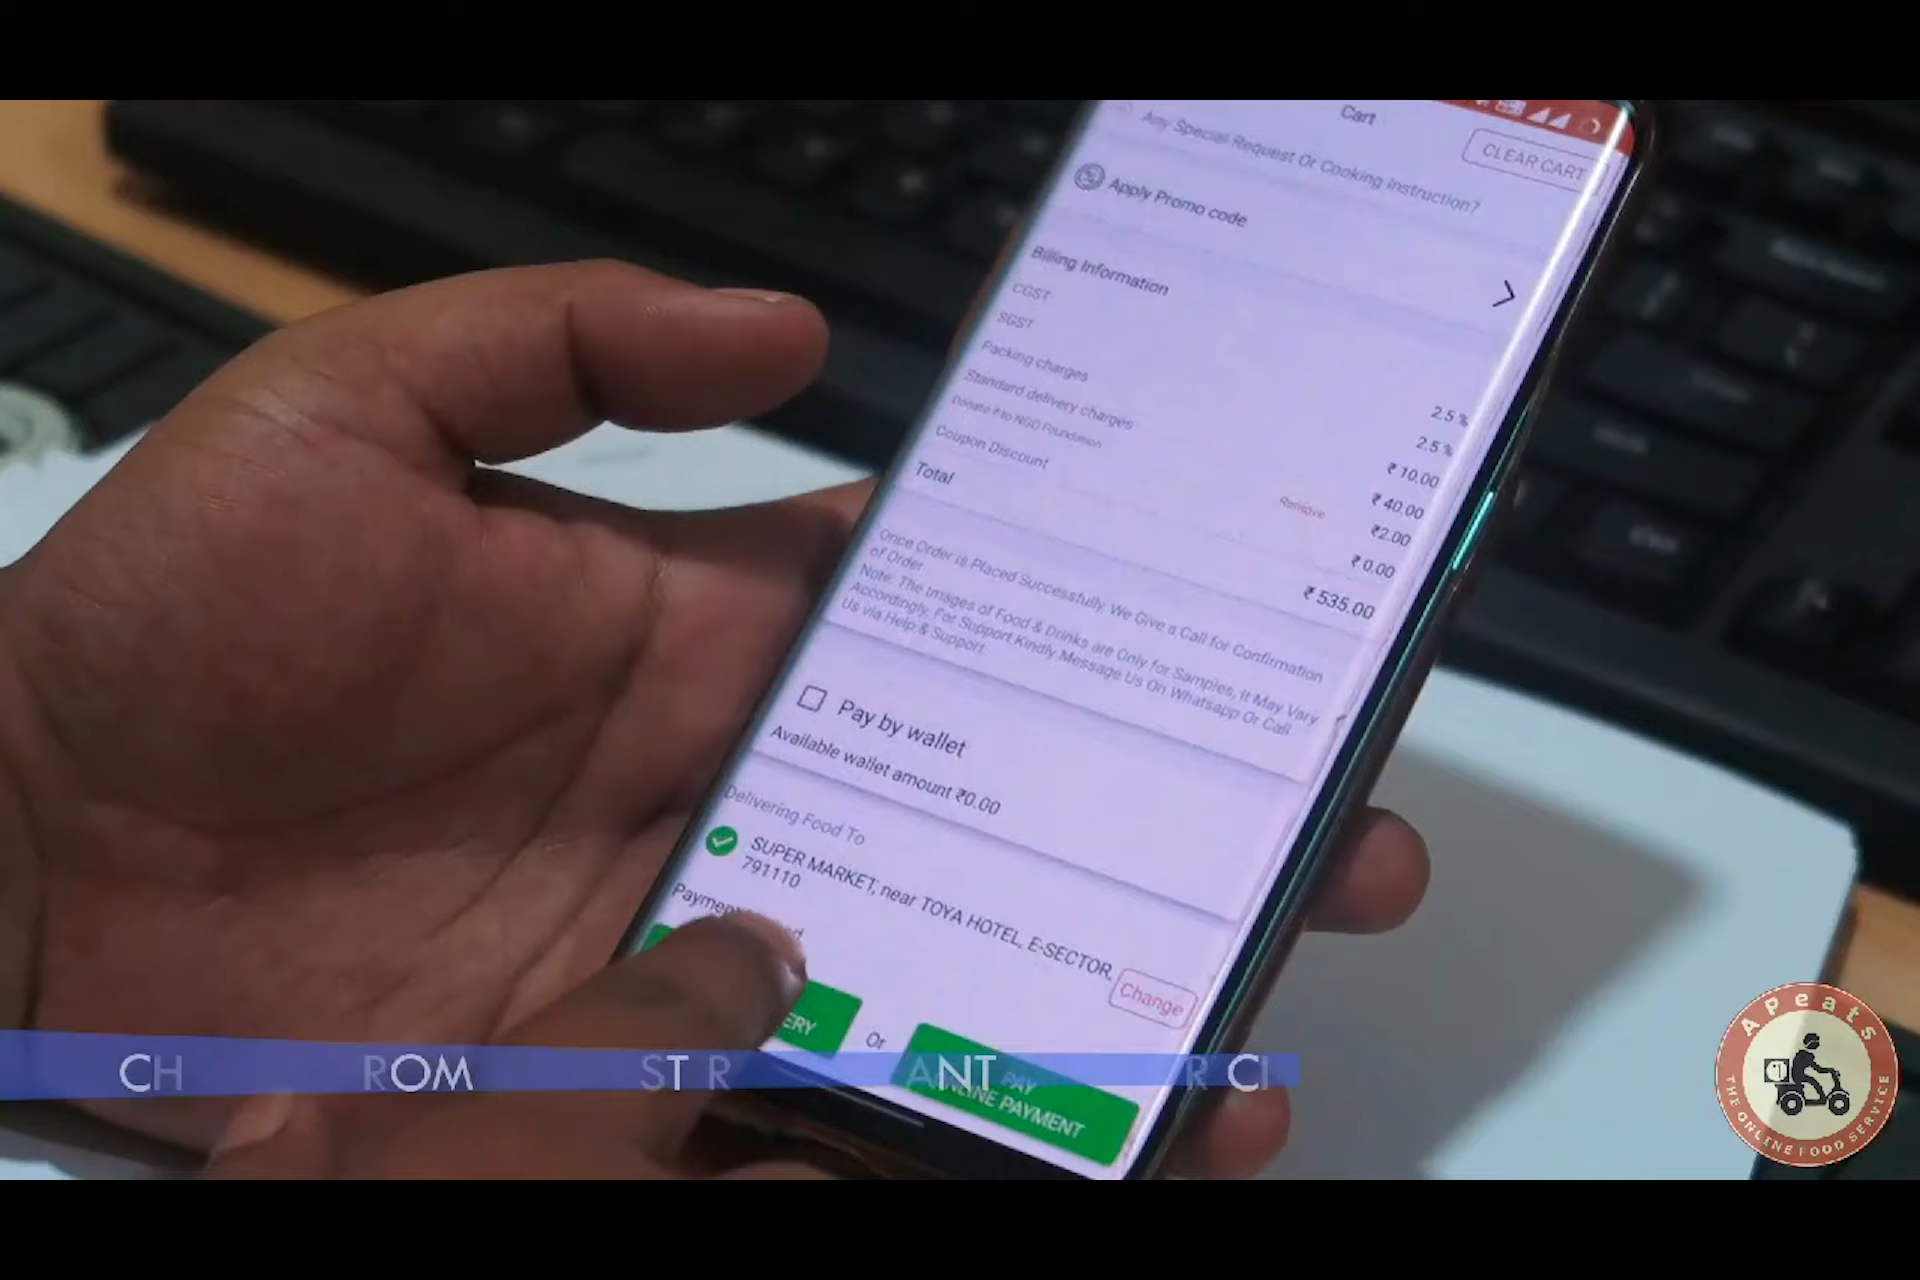 Cart
CLEAR CART
Any Special Request Or Cooking Instruction?
Apply Promo code
Billing Information
CGST 2.5 %
SGST 2.5 %
Packing charges ₹ 10.00
Standard delivery charges ₹ 40.00
Donate ₹ to NGO Foundation Remove ₹2.00
Coupon Discount ₹ 0.00
Total ₹ 535.00
Once Order is Placed Successfully, We Give a Call for Confirmation
of Order
Note: The Images of Food & Drinks are Only for Samples, It May Vary
Accordingly. For Support Kindly Message Us On Whatsapp Or Call
Us via Help & Support
Pay by wallet
Available wallet amount ₹0.00
Delivering Food To
SUPER MARKET, near TOYA HOTEL, E-SECTOR,
791110
Change
Or
PAY
ONLINE PAYMENT
APeats
THE ONLINE FOOD SERVICE